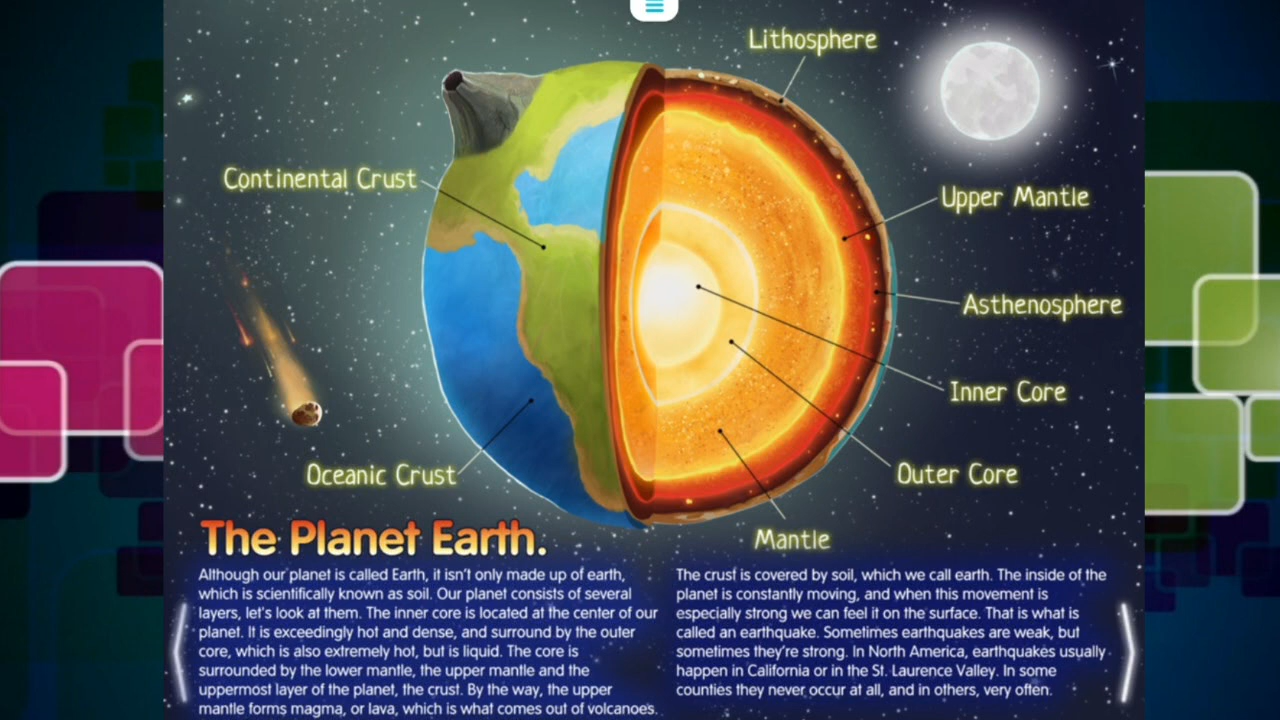 Lithosphere
Continental Crust
Upper Mantle
Asthenosphere
Inner Core
Oceanic Crust
Outer Core
Mantle
The Planet Earth.
Although our planet is called Earth, it isn't only made up of earth,
which is scientifically known as soil. Our planet consists of several
layers, let's look at them. The inner core is located at the center of our
planet. It is exceedingly hot and dense, and surround by the outer
core, which is also extremely hot, but is liquid. The core is
surrounded by the lower mantle, the upper mantle and the
uppermost layer of the planet, the crust. By the way, the upper
mantle forms magma, or lava, which is what comes out of volcanoes.
The crust is covered by soil, which we call earth. The inside of the
planet is constantly moving, and when this movement is
especially strong we can feel it on the surface. That is what is
called an earthquake. Sometimes earthquakes are weak, but
sometimes they're strong. In North America, earthquakes usually
happen in California or in the St. Laurence Valley. In some
counties they never occur at all, and in others, very often.